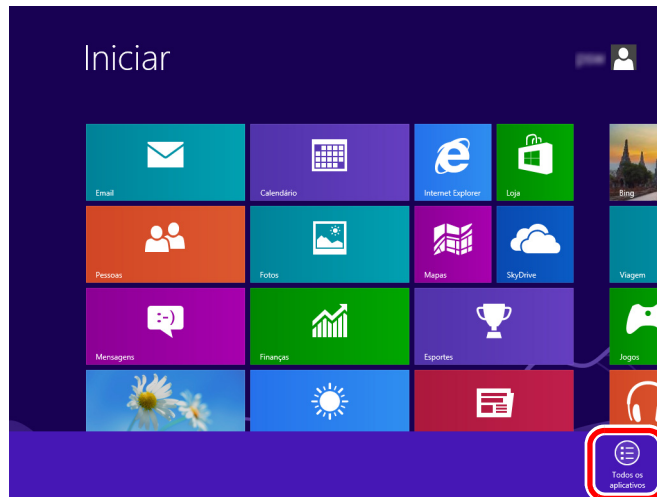 Iniciar
Email
Calendário
Internet Explorer
Loja
Bing
Pessoas
Fotos
Mapas
SkyDrive
Viagem
Mensagens
:-)
Finanças
Esportes
Jogos
Todos os
aplicativos